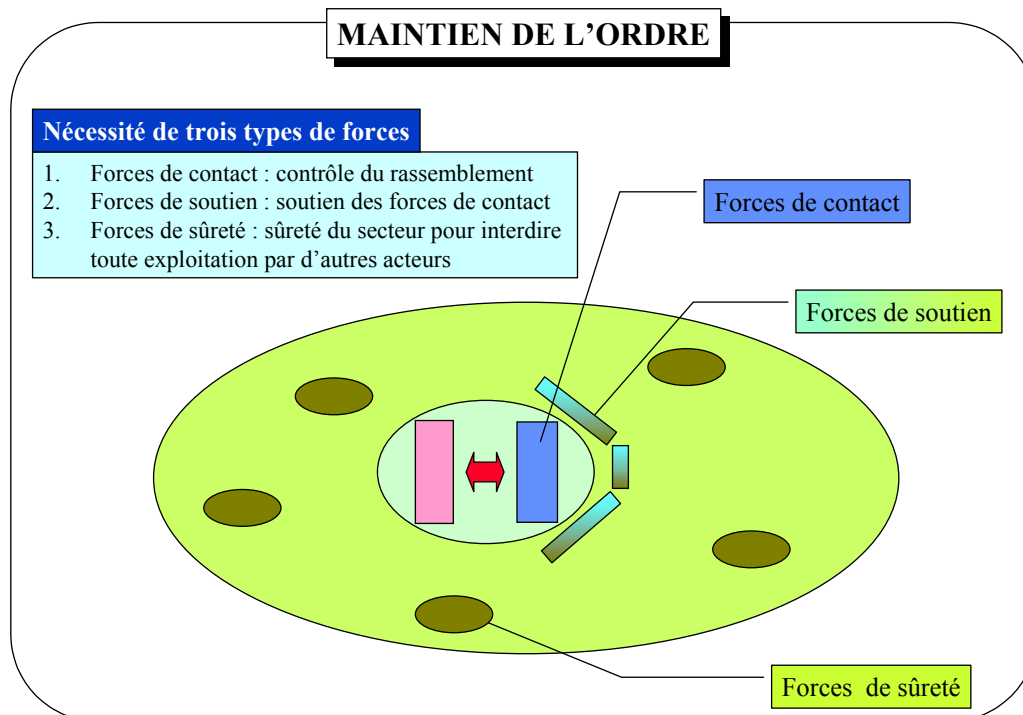 MAINTIEN DE L’ORDRE
Nécessité de trois types de forces
1. Forces de contact : contrôle du rassemblement
2. Forces de soutien : soutien des forces de contact
3. Forces de sûreté : sûreté du secteur pour interdire
toute exploitation par d’autres acteurs
Forces de contact
Forces de soutien
Forces de sûreté